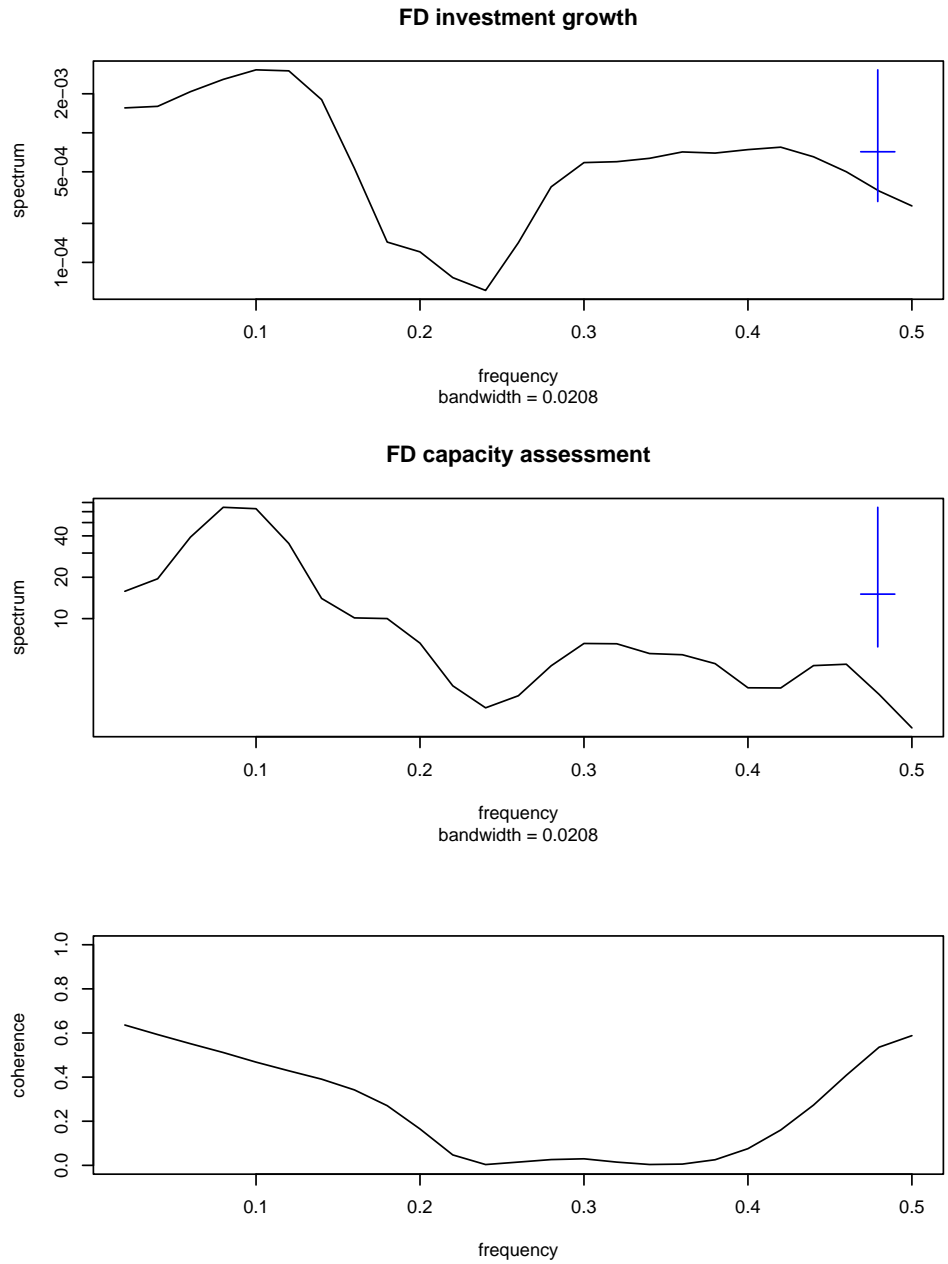 FD investment growth
spectrum
2e−03
5e−04
1e−04
0.1 0.2 0.3 0.4 0.5
frequency
bandwidth = 0.0208
FD capacity assessment
spectrum
40
20
10
0.1 0.2 0.3 0.4 0.5
frequency
bandwidth = 0.0208
coherence
1.0
0.8
0.6
0.4
0.2
0.0
0.1 0.2 0.3 0.4 0.5
frequency